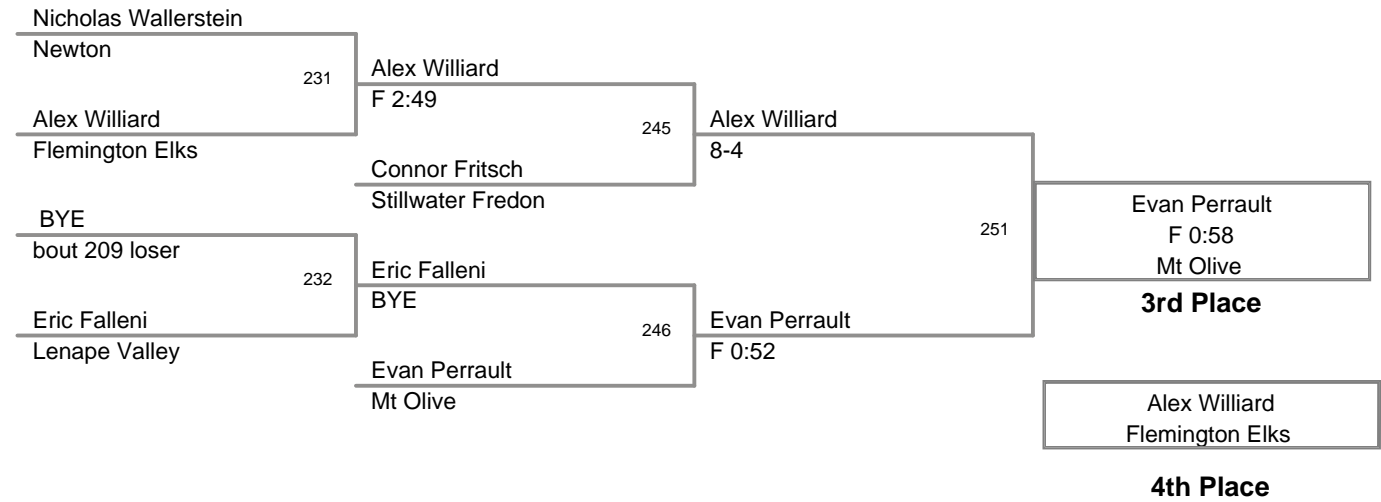 Nicholas Wallerstein
Newton
231
Alex Williard
Flemington Elks
BYE
bout 209 loser
232
Eric Falleni
Lenape Valley
Alex Williard
F 2:49
245
Connor Fritsch
Stillwater Fredon
Eric Falleni
BYE
246
Evan Perrault
Mt Olive
Alex Williard
8-4
251
Evan Perrault
F 0:52
Evan Perrault
F 0:58
Mt Olive
3rd Place
Alex Williard
Flemington Elks
4th Place